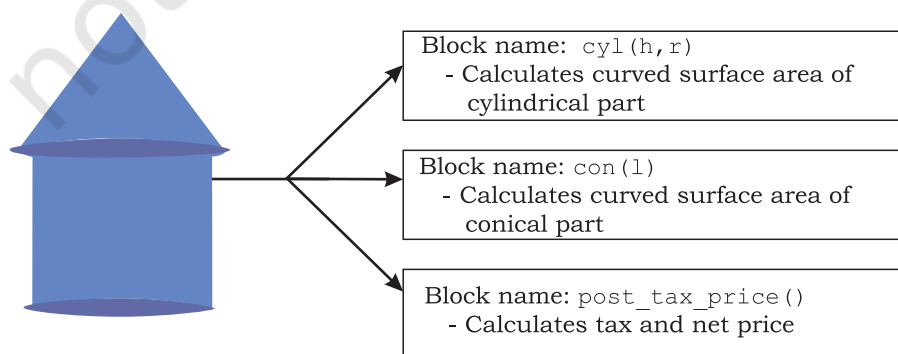 Block name: cyl(h,r)
- Calculates curved surface area of
cylindrical part
Block name: con(l)
- Calculates curved surface area of
conical part
Block name: post_tax_price()
- Calculates tax and net price